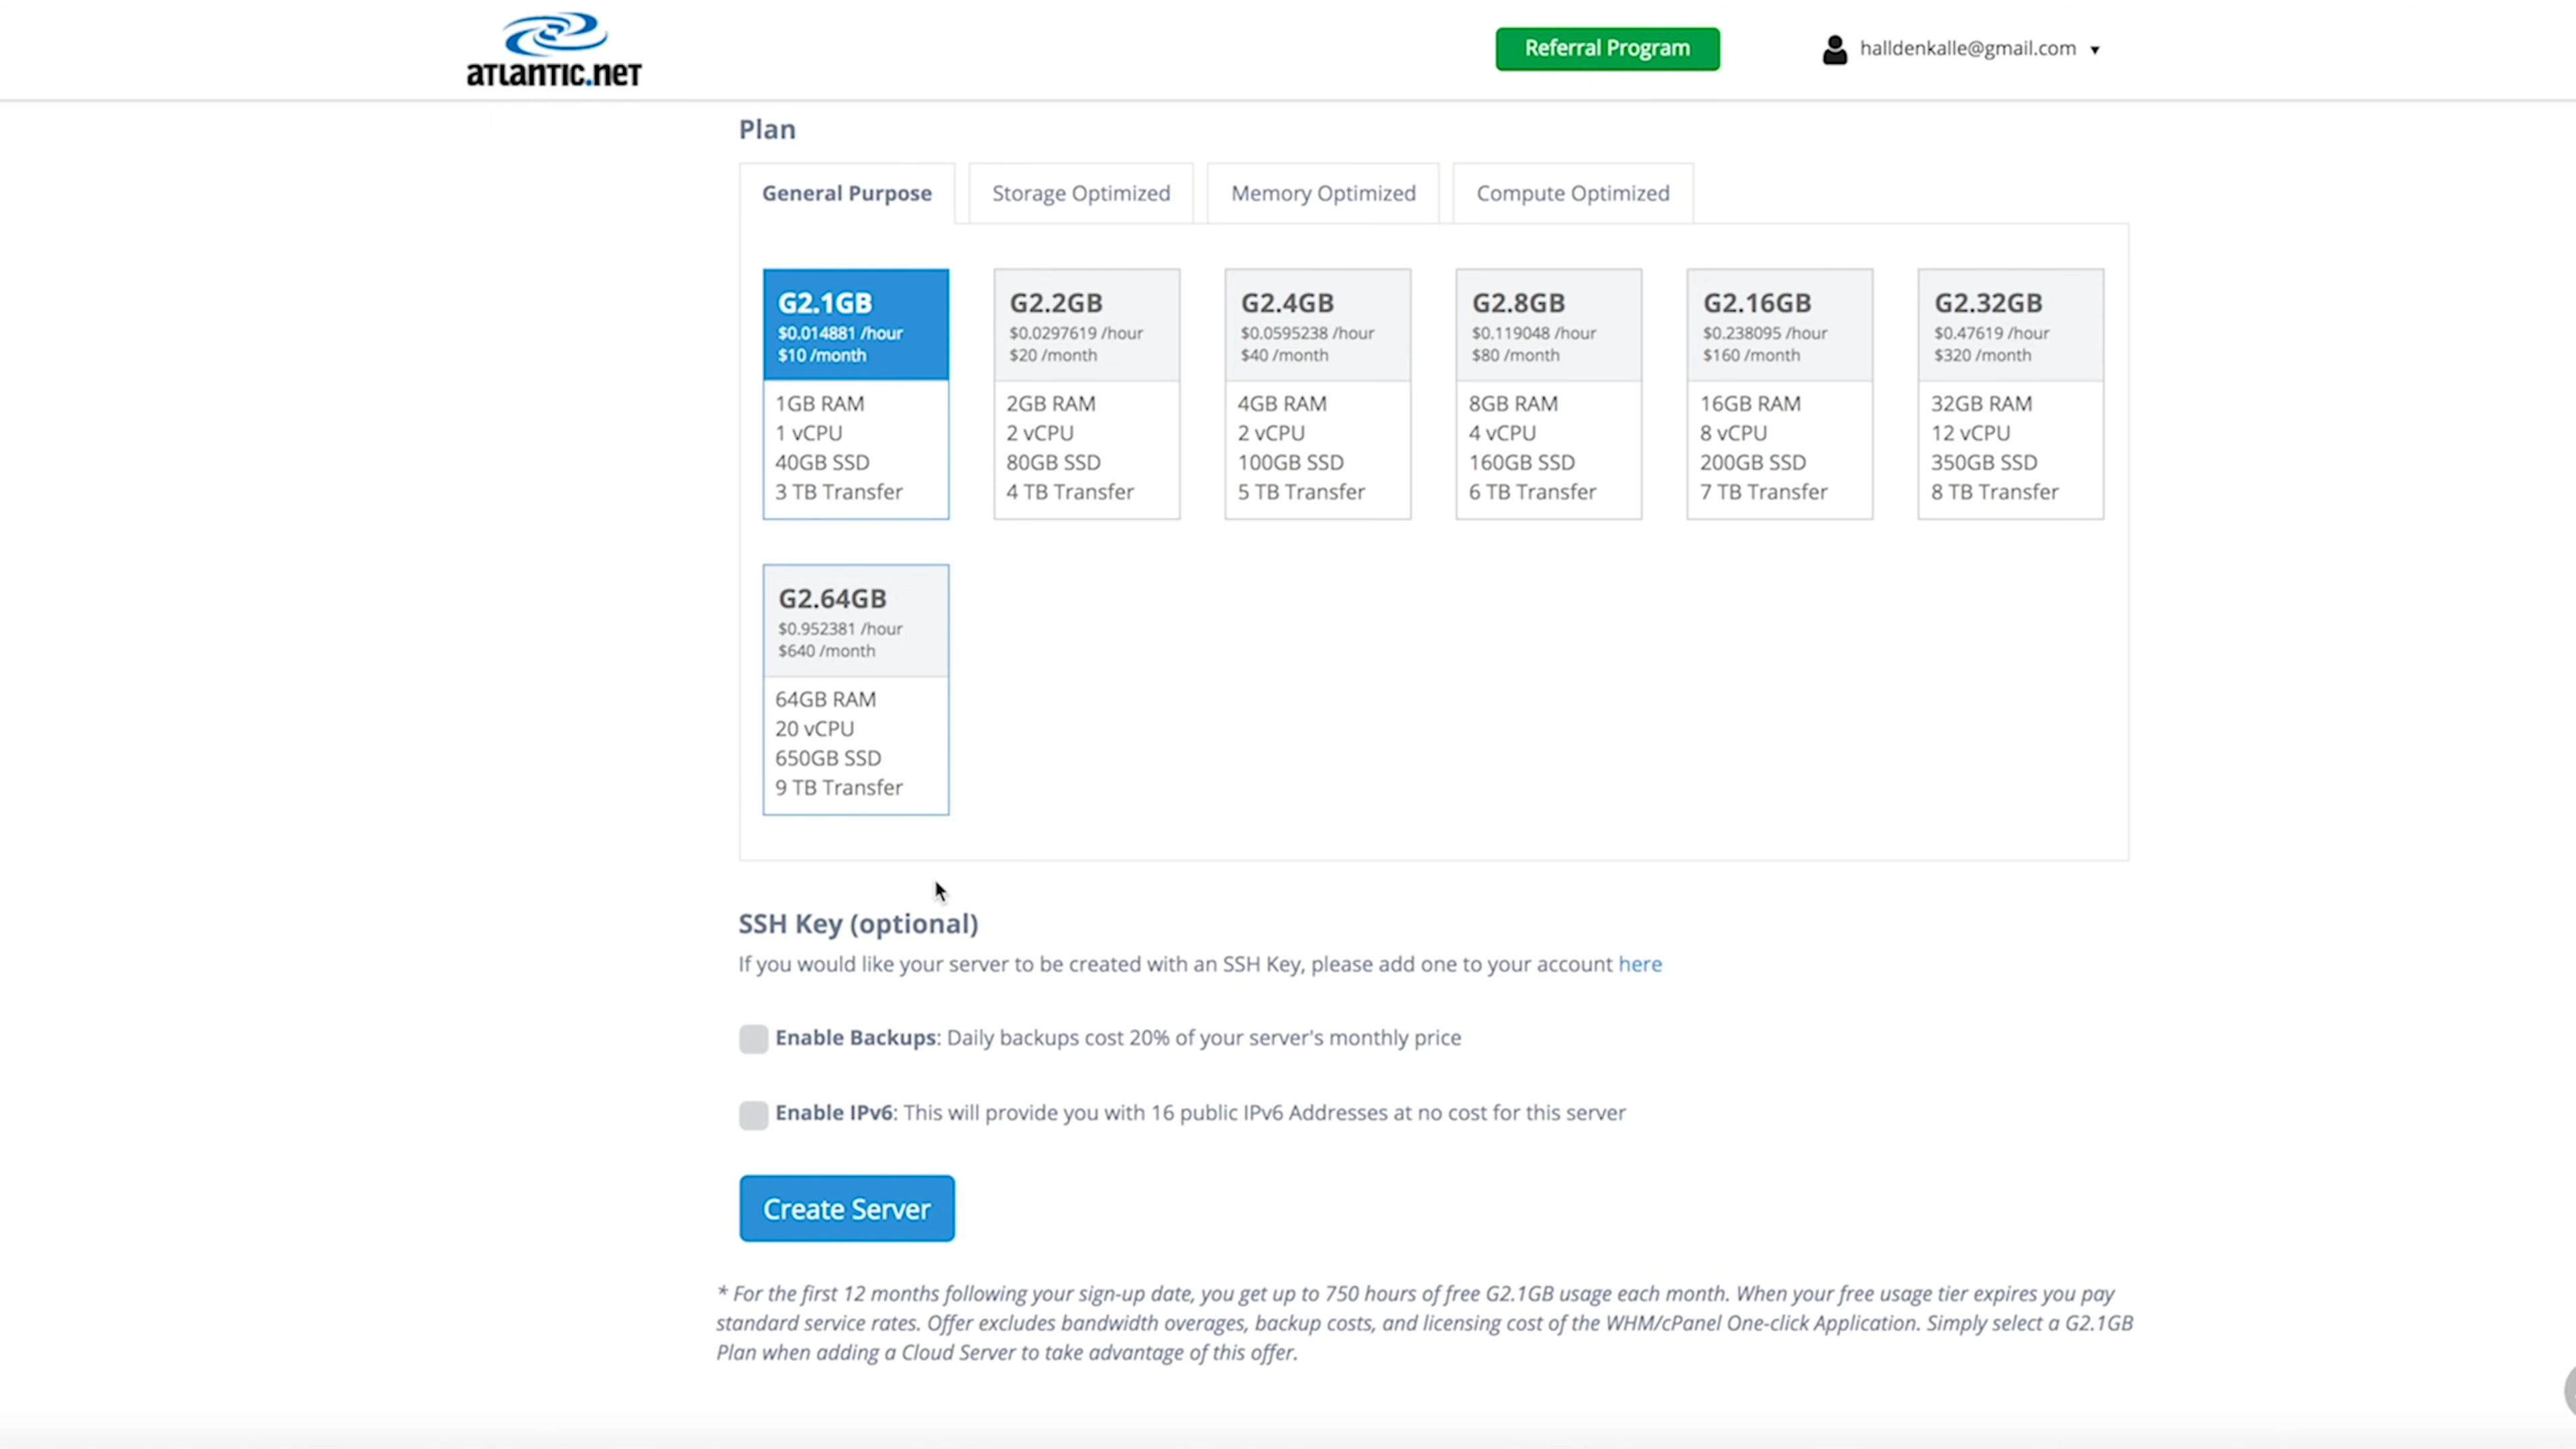 ATLANTIC.NET
Referral Program
halldenkalle@gmail.com
Plan
General Purpose
Storage Optimized
Memory Optimized
Compute Optimized
G2.1GB
$0.014881 /hour
$10 /month
1GB RAM
1 vCPU
40GB SSD
3 TB Transfer
G2.2GB
$0.0297619 /hour
$20 /month
2GB RAM
2 vCPU
80GB SSD
4 TB Transfer
G2.4GB
$0.0595238 /hour
$40 /month
4GB RAM
2 vCPU
100GB SSD
5 TB Transfer
G2.8GB
$0.119048 /hour
$80 /month
8GB RAM
4 vCPU
160GB SSD
6 TB Transfer
G2.16GB
$0.238095 /hour
$160 /month
16GB RAM
8 vCPU
200GB SSD
7 TB Transfer
G2.32GB
$0.47619 /hour
$320 /month
32GB RAM
12 vCPU
350GB SSD
8 TB Transfer
G2.64GB
$0.952381 /hour
$640 /month
64GB RAM
20 vCPU
650GB SSD
9 TB Transfer
SSH Key (optional)
If you would like your server to be created with an SSH Key, please add one to your account here
Enable Backups: Daily backups cost 20% of your server's monthly price
Enable IPv6: This will provide you with 16 public IPv6 Addresses at no cost for this server
Create Server
* For the first 12 months following your sign-up date, you get up to 750 hours of free G2.1GB usage each month. When your free usage tier expires you pay
standard service rates. Offer excludes bandwidth overages, backup costs, and licensing cost of the WHM/cPanel One-click Application. Simply select a G2.1GB
Plan when adding a Cloud Server to take advantage of this offer.